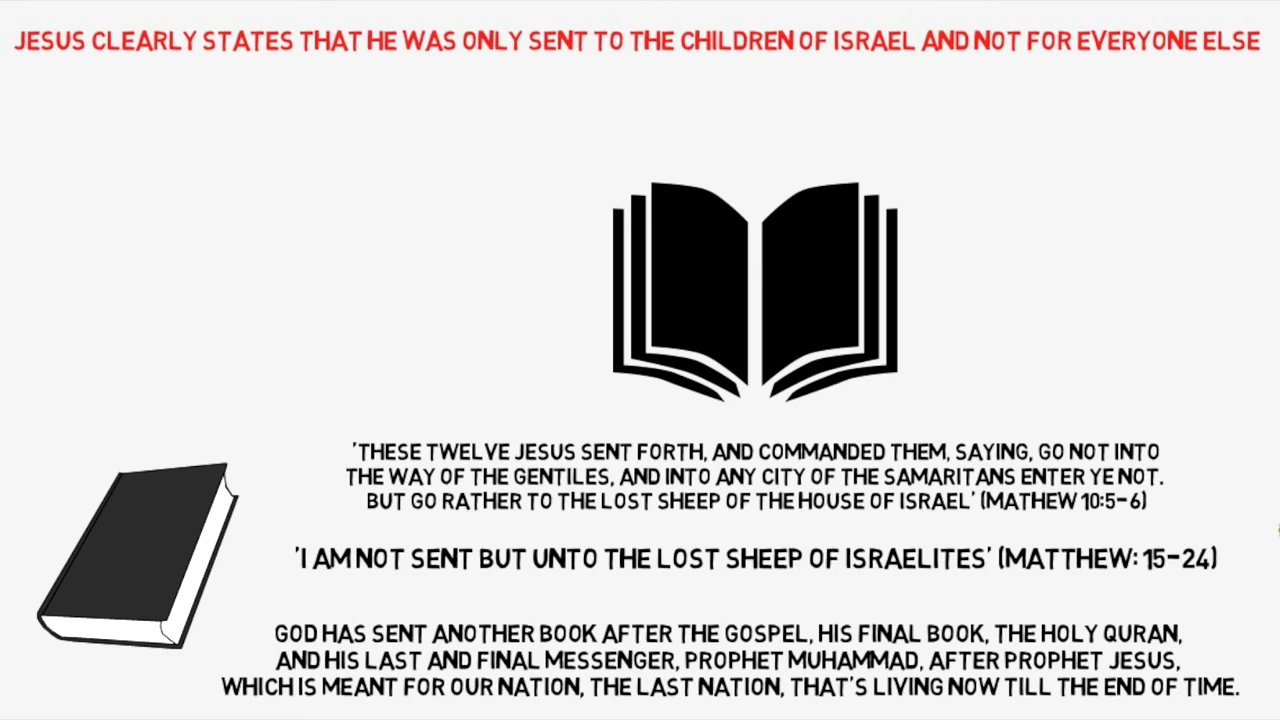 JESUS CLEARLY STATES THAT HE WAS ONLY SENT TO THE CHILDREN OF ISRAEL AND NOT FOR EVERYONE ELSE
'THESE TWELVE JESUS SENT FORTH, AND COMMANDED THEM, SAYING, GO NOT INTO
THE WAY OF THE GENTILES, AND INTO ANY CITY OF THE SAMARITANS ENTER YE NOT.
BUT GO RATHER TO THE LOST SHEEP OF THE HOUSE OF ISRAEL' (MATHEW 10:5-6)
'I AM NOT SENT BUT UNTO THE LOST SHEEP OF ISRAELITES' (MATTHEW: 15-24)
GOD HAS SENT ANOTHER BOOK AFTER THE GOSPEL, HIS FINAL BOOK, THE HOLY QURAN,
AND HIS LAST AND FINAL MESSENGER, PROPHET MUHAMMAD, AFTER PROPHET JESUS,
WHICH IS MEANT FOR OUR NATION, THE LAST NATION, THAT'S LIVING NOW TILL THE END OF TIME.